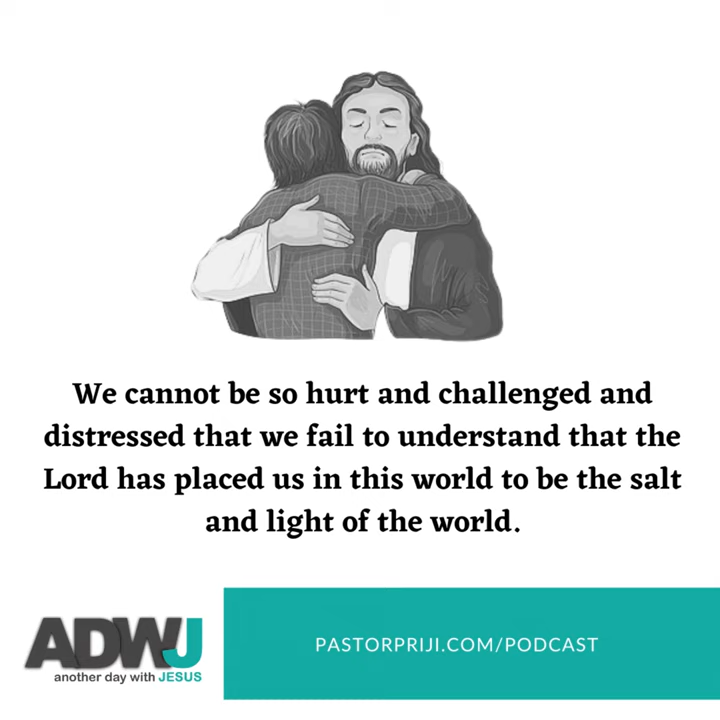 We cannot be so hurt and challenged and
distressed that we fail to understand that the
Lord has placed us in this world to be the salt
and light of the world.
ADWJ
another day with JESUS
PASTORPRIJI.COM/PODCAST